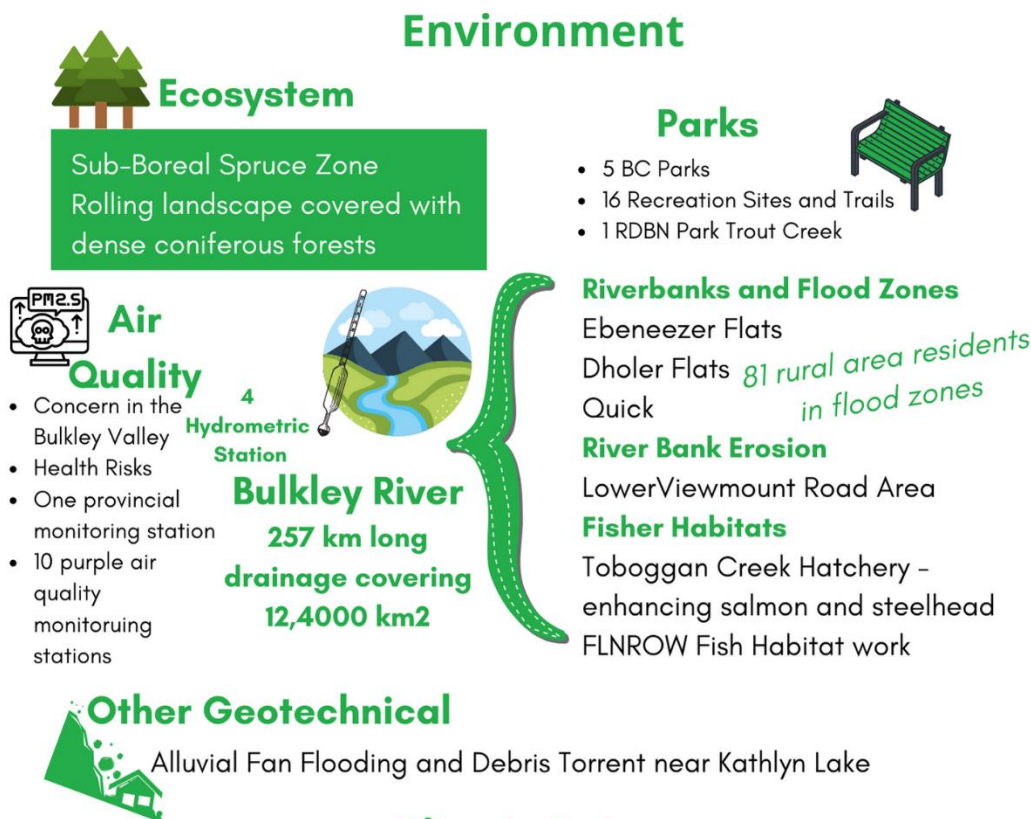 Environment
Ecosystem
Sub-Boreal Spruce Zone
Rolling landscape covered with
dense coniferous forests
Parks
• 5 BC Parks
• 16 Recreation Sites and Trails
• 1 RDBN Park Trout Creek
PM2.5
Air
Quality
• Concern in the
Bulkley Valley
• Health Risks
• One provincial
monitoring station
• 10 purple air
quality
monitoruing
stations
4
Hydrometric
Station
Bulkley River
257 km long
drainage covering
12,4000 km2
Riverbanks and Flood Zones
Ebeneezer Flats
Dholer Flats
Quick
81 rural area residents
in flood zones
River Bank Erosion
LowerViewmount Road Area
Fisher Habitats
Toboggan Creek Hatchery -
enhancing salmon and steelhead
FLNROW Fish Habitat work
Other Geotechnical
Alluvial Fan Flooding and Debris Torrent near Kathlyn Lake